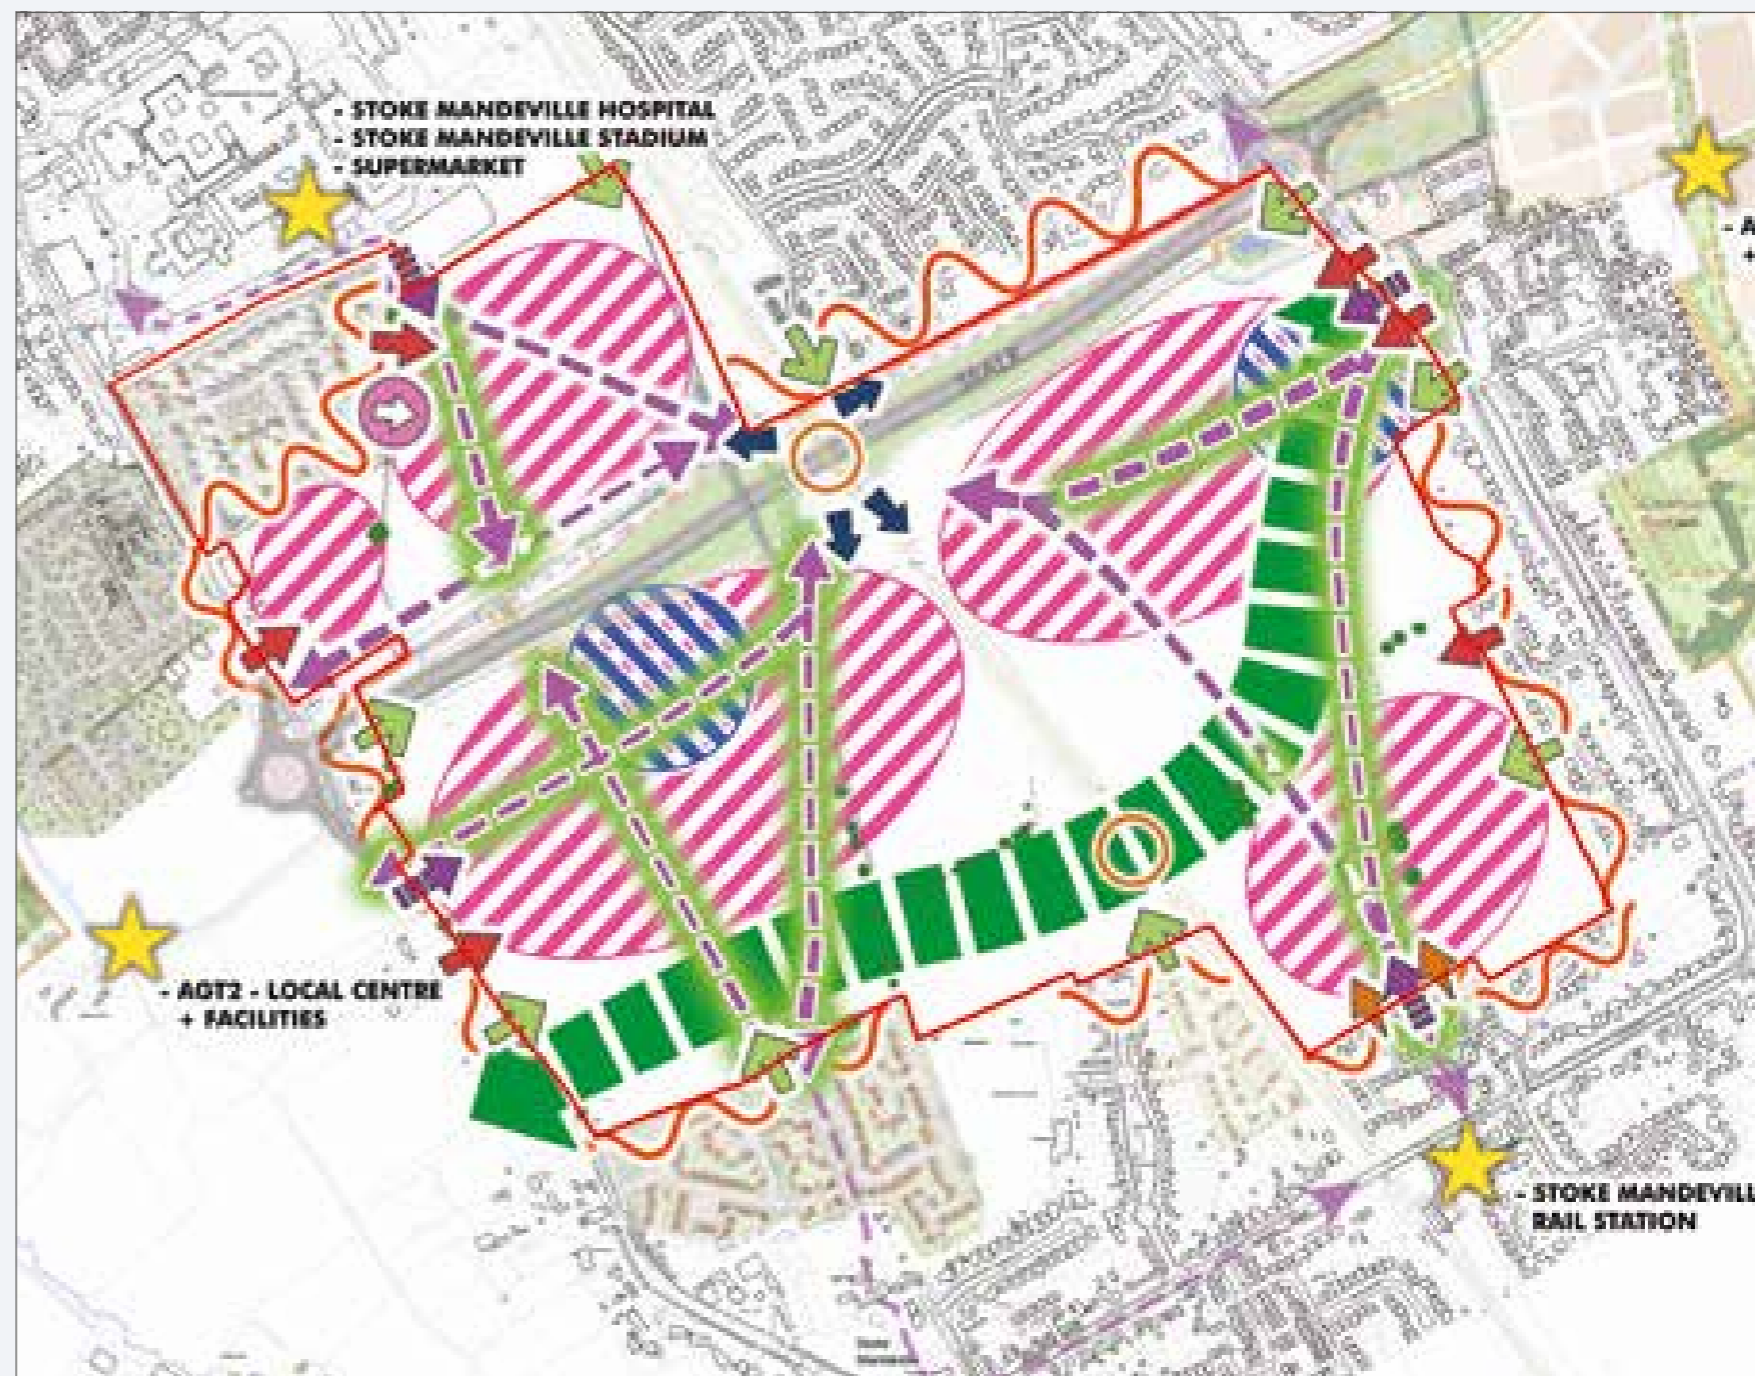 - STOKE MANDEVILLE HOSPITAL
- STOKE MANDEVILLE STADIUM
- SUPERMARKET
- A
+
- AGT2 - LOCAL CENTRE
+ FACILITIES
- STOKE MANDEVILL
RAIL STATION